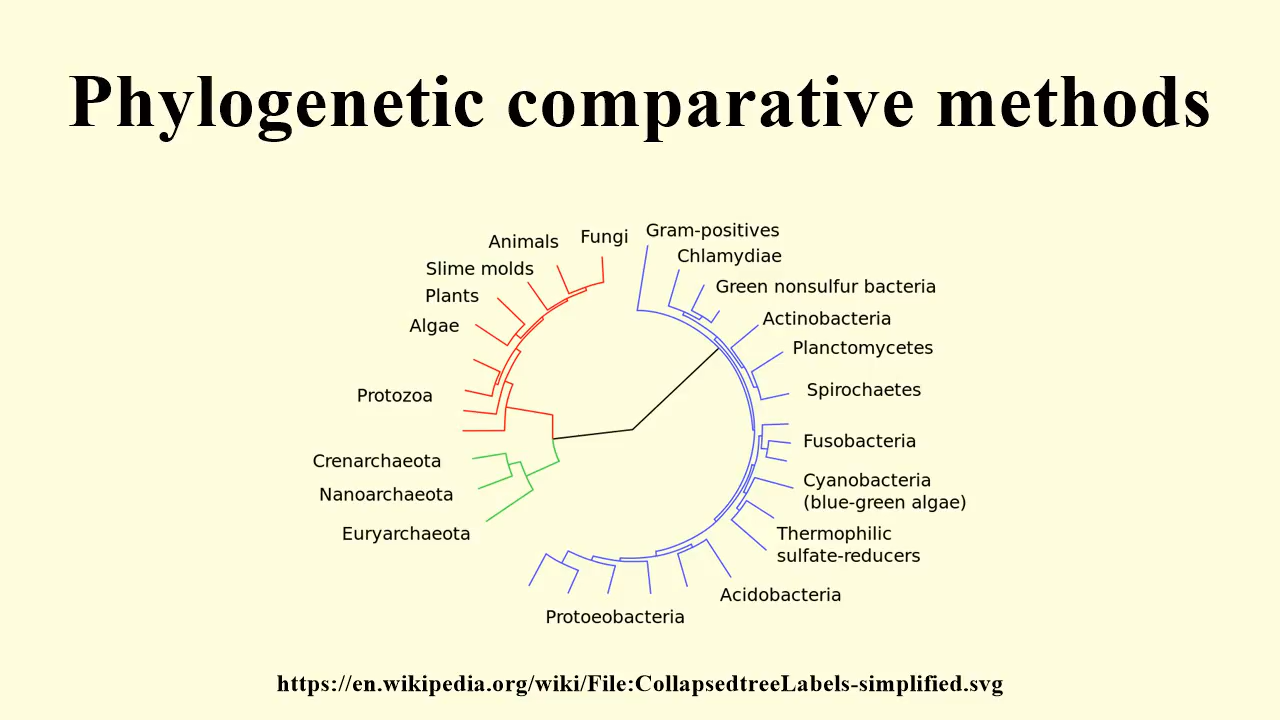 Phylogenetic comparative methods
Fungi
Animals
Slime molds
Plants
Algae
Protozoa
Crenarchaeota
Nanoarchaeota
Euryarchaeota
Gram-positives
Chlamydiae
Green nonsulfur bacteria
Actinobacteria
Planctomycetes
Spirochaetes
Fusobacteria
Cyanobacteria
(blue-green algae)
Thermophilic
sulfate-reducers
Acidobacteria
Protoeobacteria
https://en.wikipedia.org/wiki/File:CollapsedtreeLabels-simplified.svg